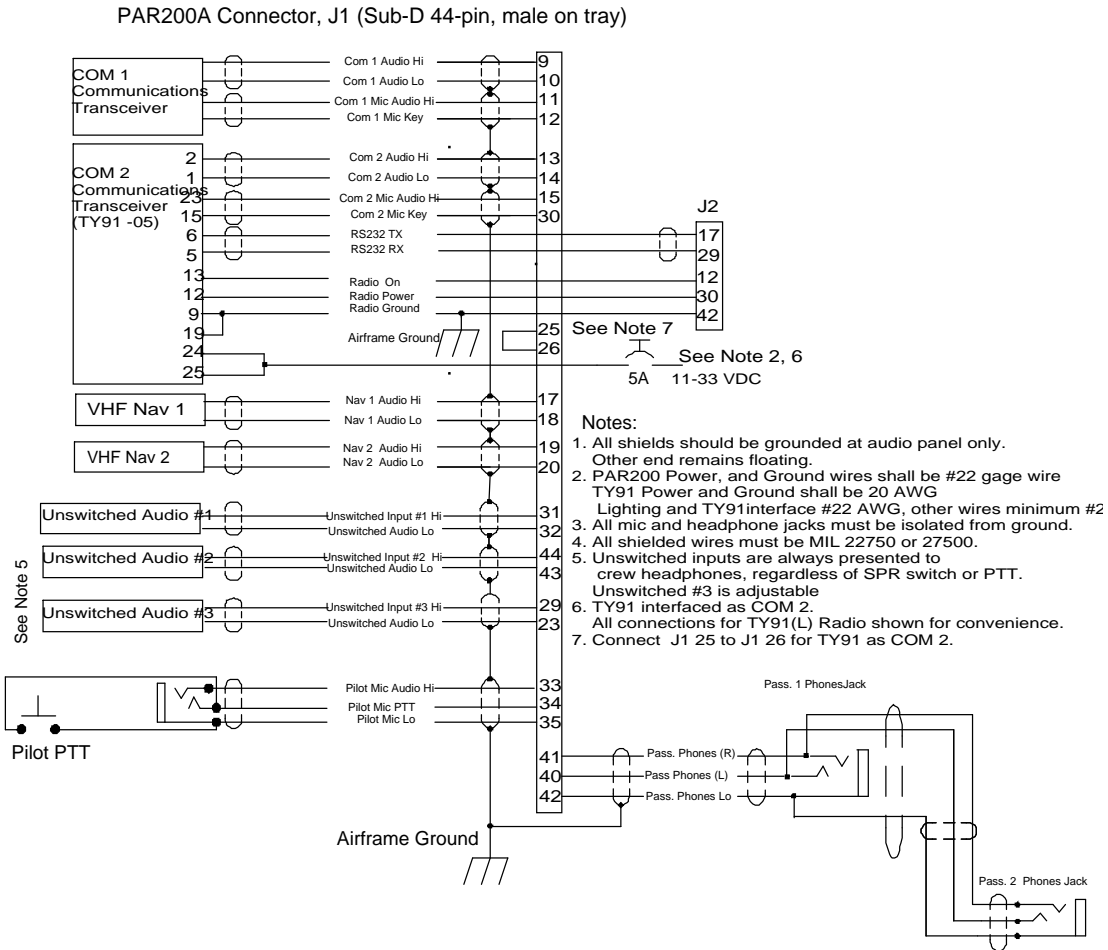 PAR200A Connector, J1 (Sub-D 44-pin, male on tray)
COM 1
Communications
Transceiver
Com 1 Audio Hi
9
Com 1 Audio Lo
10
Com 1 Mic Audio Hi
11
Com 1 Mic Key
12
COM 2
Communications
Transceiver
(TY91 -05)
2
Com 2 Audio Hi
13
1
Com 2 Audio Lo
14
23
Com 2 Mic Audio Hi
15
15
Com 2 Mic Key
30
J2
6
RS232 TX
17
5
RS232 RX
29
13
Radio On
12
12
Radio Power
30
9
Radio Ground
42
19
Airframe Ground
25
See Note 7
26
24
25
See Note 2, 6
5A
11-33 VDC
VHF Nav 1
Nav 1 Audio Hi
17
Nav 1 Audio Lo
18
VHF Nav 2
Nav 2 Audio Hi
19
Nav 2 Audio Lo
20
Notes:
1. All shields should be grounded at audio panel only.
Other end remains floating.
2. PAR200 Power, and Ground wires shall be #22 gage wire
TY91 Power and Ground shall be 20 AWG
Lighting and TY91interface #22 AWG, other wires minimum #2
3. All mic and headphone jacks must be isolated from ground.
4. All shielded wires must be MIL 22750 or 27500.
5. Unswitched inputs are always presented to
crew headphones, regardless of SPR switch or PTT.
Unswitched #3 is adjustable
6. TY91 interfaced as COM 2.
All connections for TY91(L) Radio shown for convenience.
7. Connect J1 25 to J1 26 for TY91 as COM 2.
See Note 5
Unswitched Audio #1
Unswitched Input #1 Hi
31
Unswitched Audio Lo
32
Unswitched Audio #2
Unswitched Input #2 Hi
44
Unswitched Audio Lo
43
Unswitched Audio #3
Unswitched Input #3 Hi
29
Unswitched Audio Lo
23
Pilot PTT
Pilot Mic Audio Hi
33
Pilot Mic PTT
34
Pilot Mic Lo
35
Pass. 1 PhonesJack
41
Pass. Phones (R)
40
Pass Phones (L)
42
Pass. Phones Lo
Airframe Ground
Pass. 2 Phones Jack